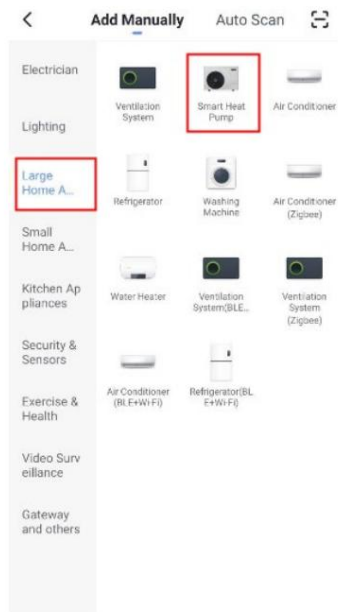 Add Manually
Auto Scan
Electrician
Lighting
Large
Home A...
Small
Home A...
Kitchen Ap
pliances
Security &
Sensors
Exercise &
Health
Video Surv
eillance
Gateway
and others
Ventilation
System
Smart Heat
Pump
Air Conditioner
Refrigerator
Washing
Machine
Air Conditioner
(Zigbee)
Water Heater
Ventilation
System(BLE...
Ventilation
System
(Zigbee)
Air Conditioner
(BLE+Wi-Fi)
Refrigerator(BL
E+Wi-Fi)